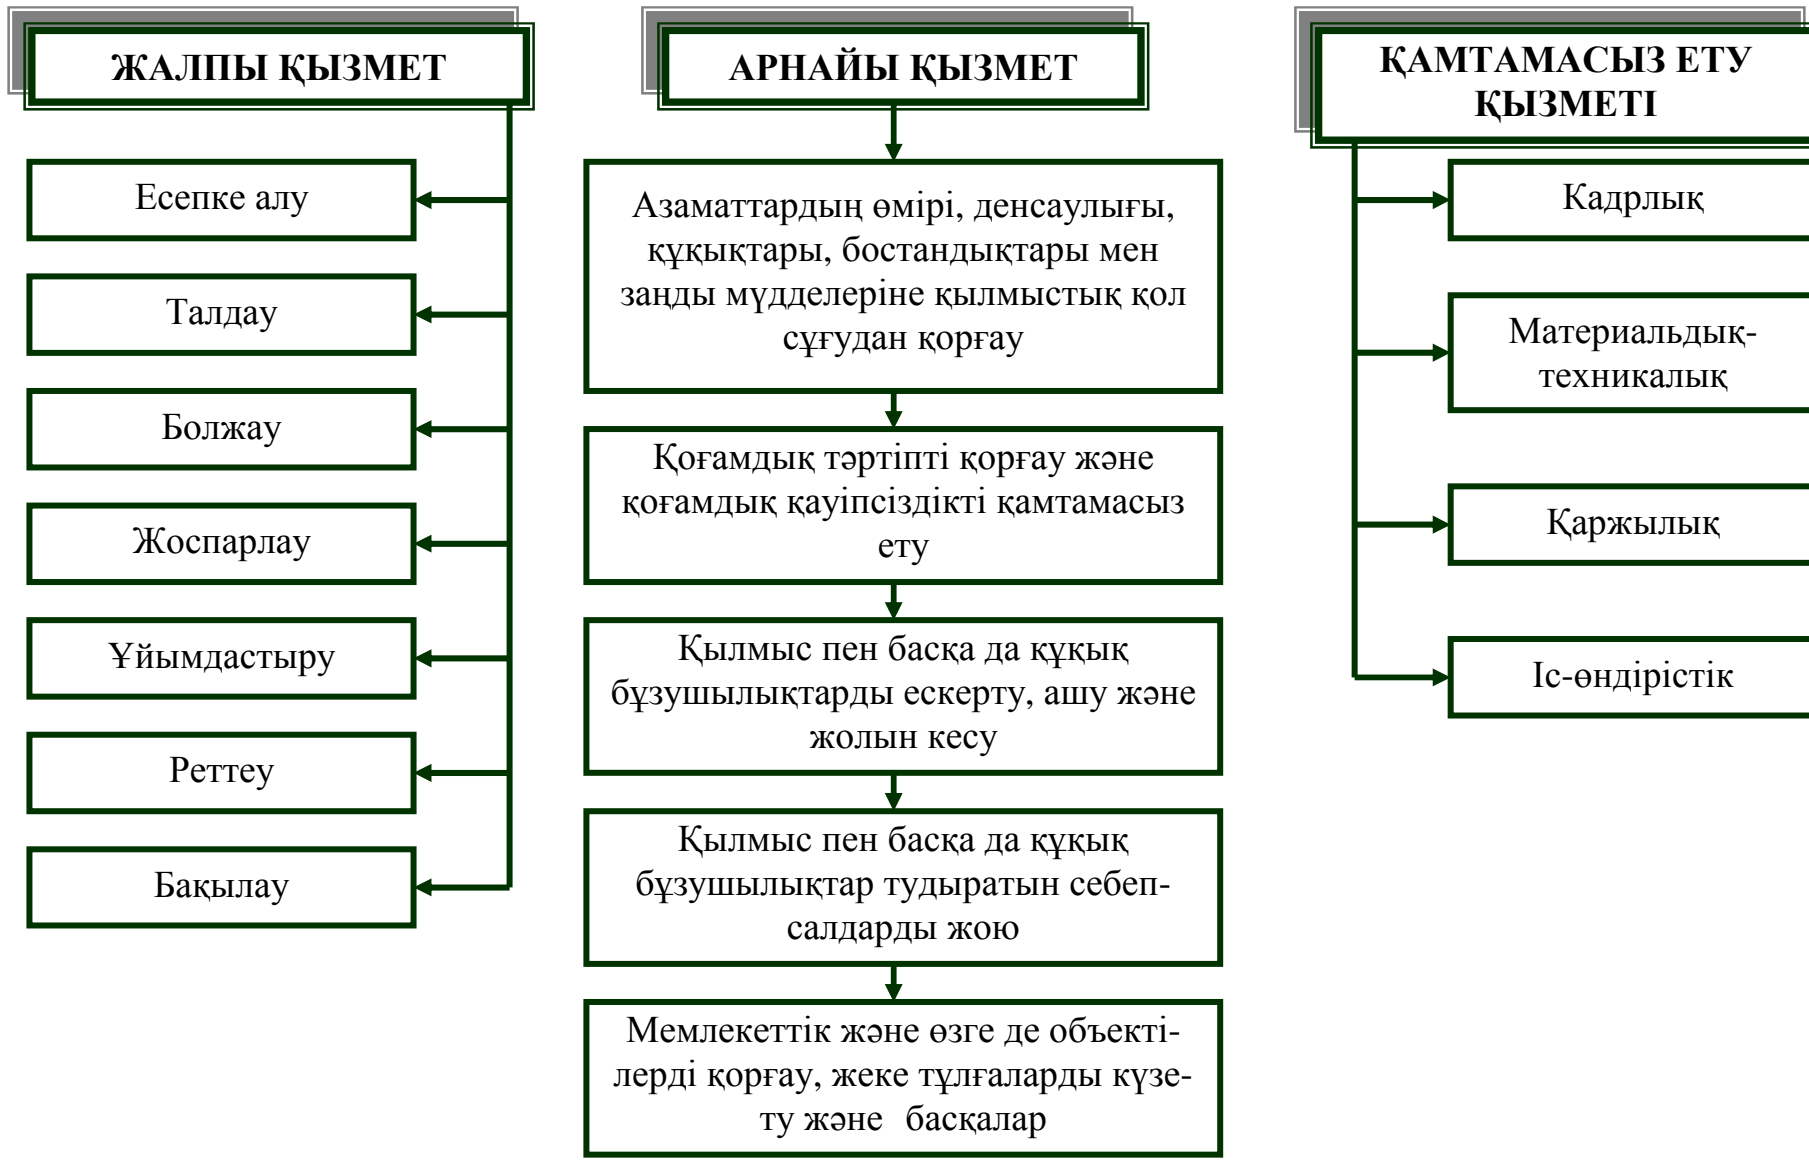 ЖАЛПЫ ҚЫЗМЕТ
Есепке алу
Талдау
Болжау
Жоспарлау
Ұйымдастыру
Реттеу
Бақылау
АРНАЙЫ ҚЫЗМЕТ
Азаматтардың өмірі, денсаулығы,
құқықтары, бостандықтары мен
заңды мүдделеріне қылмыстық қол
сұғудан қорғау
Қоғамдық тәртіпті қорғау және
қоғамдық қауіпсіздікті қамтамасыз
ету
Қылмыс пен басқа да құқық
бұзушылықтарды ескерту, ашу және
жолын кесу
Қылмыс пен басқа да құқық
бұзушылықтар тудыратын себеп-
салдарды жою
Мемлекеттік және өзге де объекті-
лерді қорғау, жеке тұлғаларды күзе-
ту және басқалар
ҚАМТАМАСЫЗ ЕТУ
ҚЫЗМЕТІ
Кадрлық
Материальдық-
техникалық
Қаржылық
Іс-өндірістік